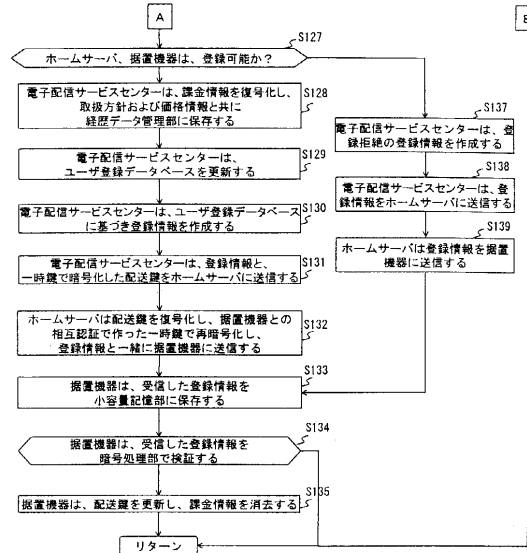 A
B
S127
ホームサーバ、据置機器は、登録可能か?
S128
電子配信サービスセンターは、課金情報を復号化し、
取扱方針および価格情報と共に
経歴データ管理部に保存する
S129
電子配信サービスセンターは、
ユーザ登録データベースを更新する
S130
電子配信サービスセンターは、ユーザ登録データベース
に基づき登録情報を作成する
S131
電子配信サービスセンターは、登録情報と、
一時鍵で暗号化した配送鍵をホームサーバに送信する
S132
ホームサーバは配送鍵を復号化し、据置機器との
相互認証で作った一時鍵で再暗号化し、
登録情報と一緒に据置機器に送信する
S133
据置機器は、受信した登録情報を
小容量記憶部に保存する
S134
据置機器は、受信した登録情報を
暗号処理部で検証する
S135
据置機器は、配送鍵を更新し、課金情報を消去する
リターン
S137
電子配信サービスセンターは、登
録拒絶の登録情報を作成する
S138
電子配信サービスセンターは、登
録情報をホームサーバに送信する
S139
ホームサーバは登録情報を据置
機器に送信する